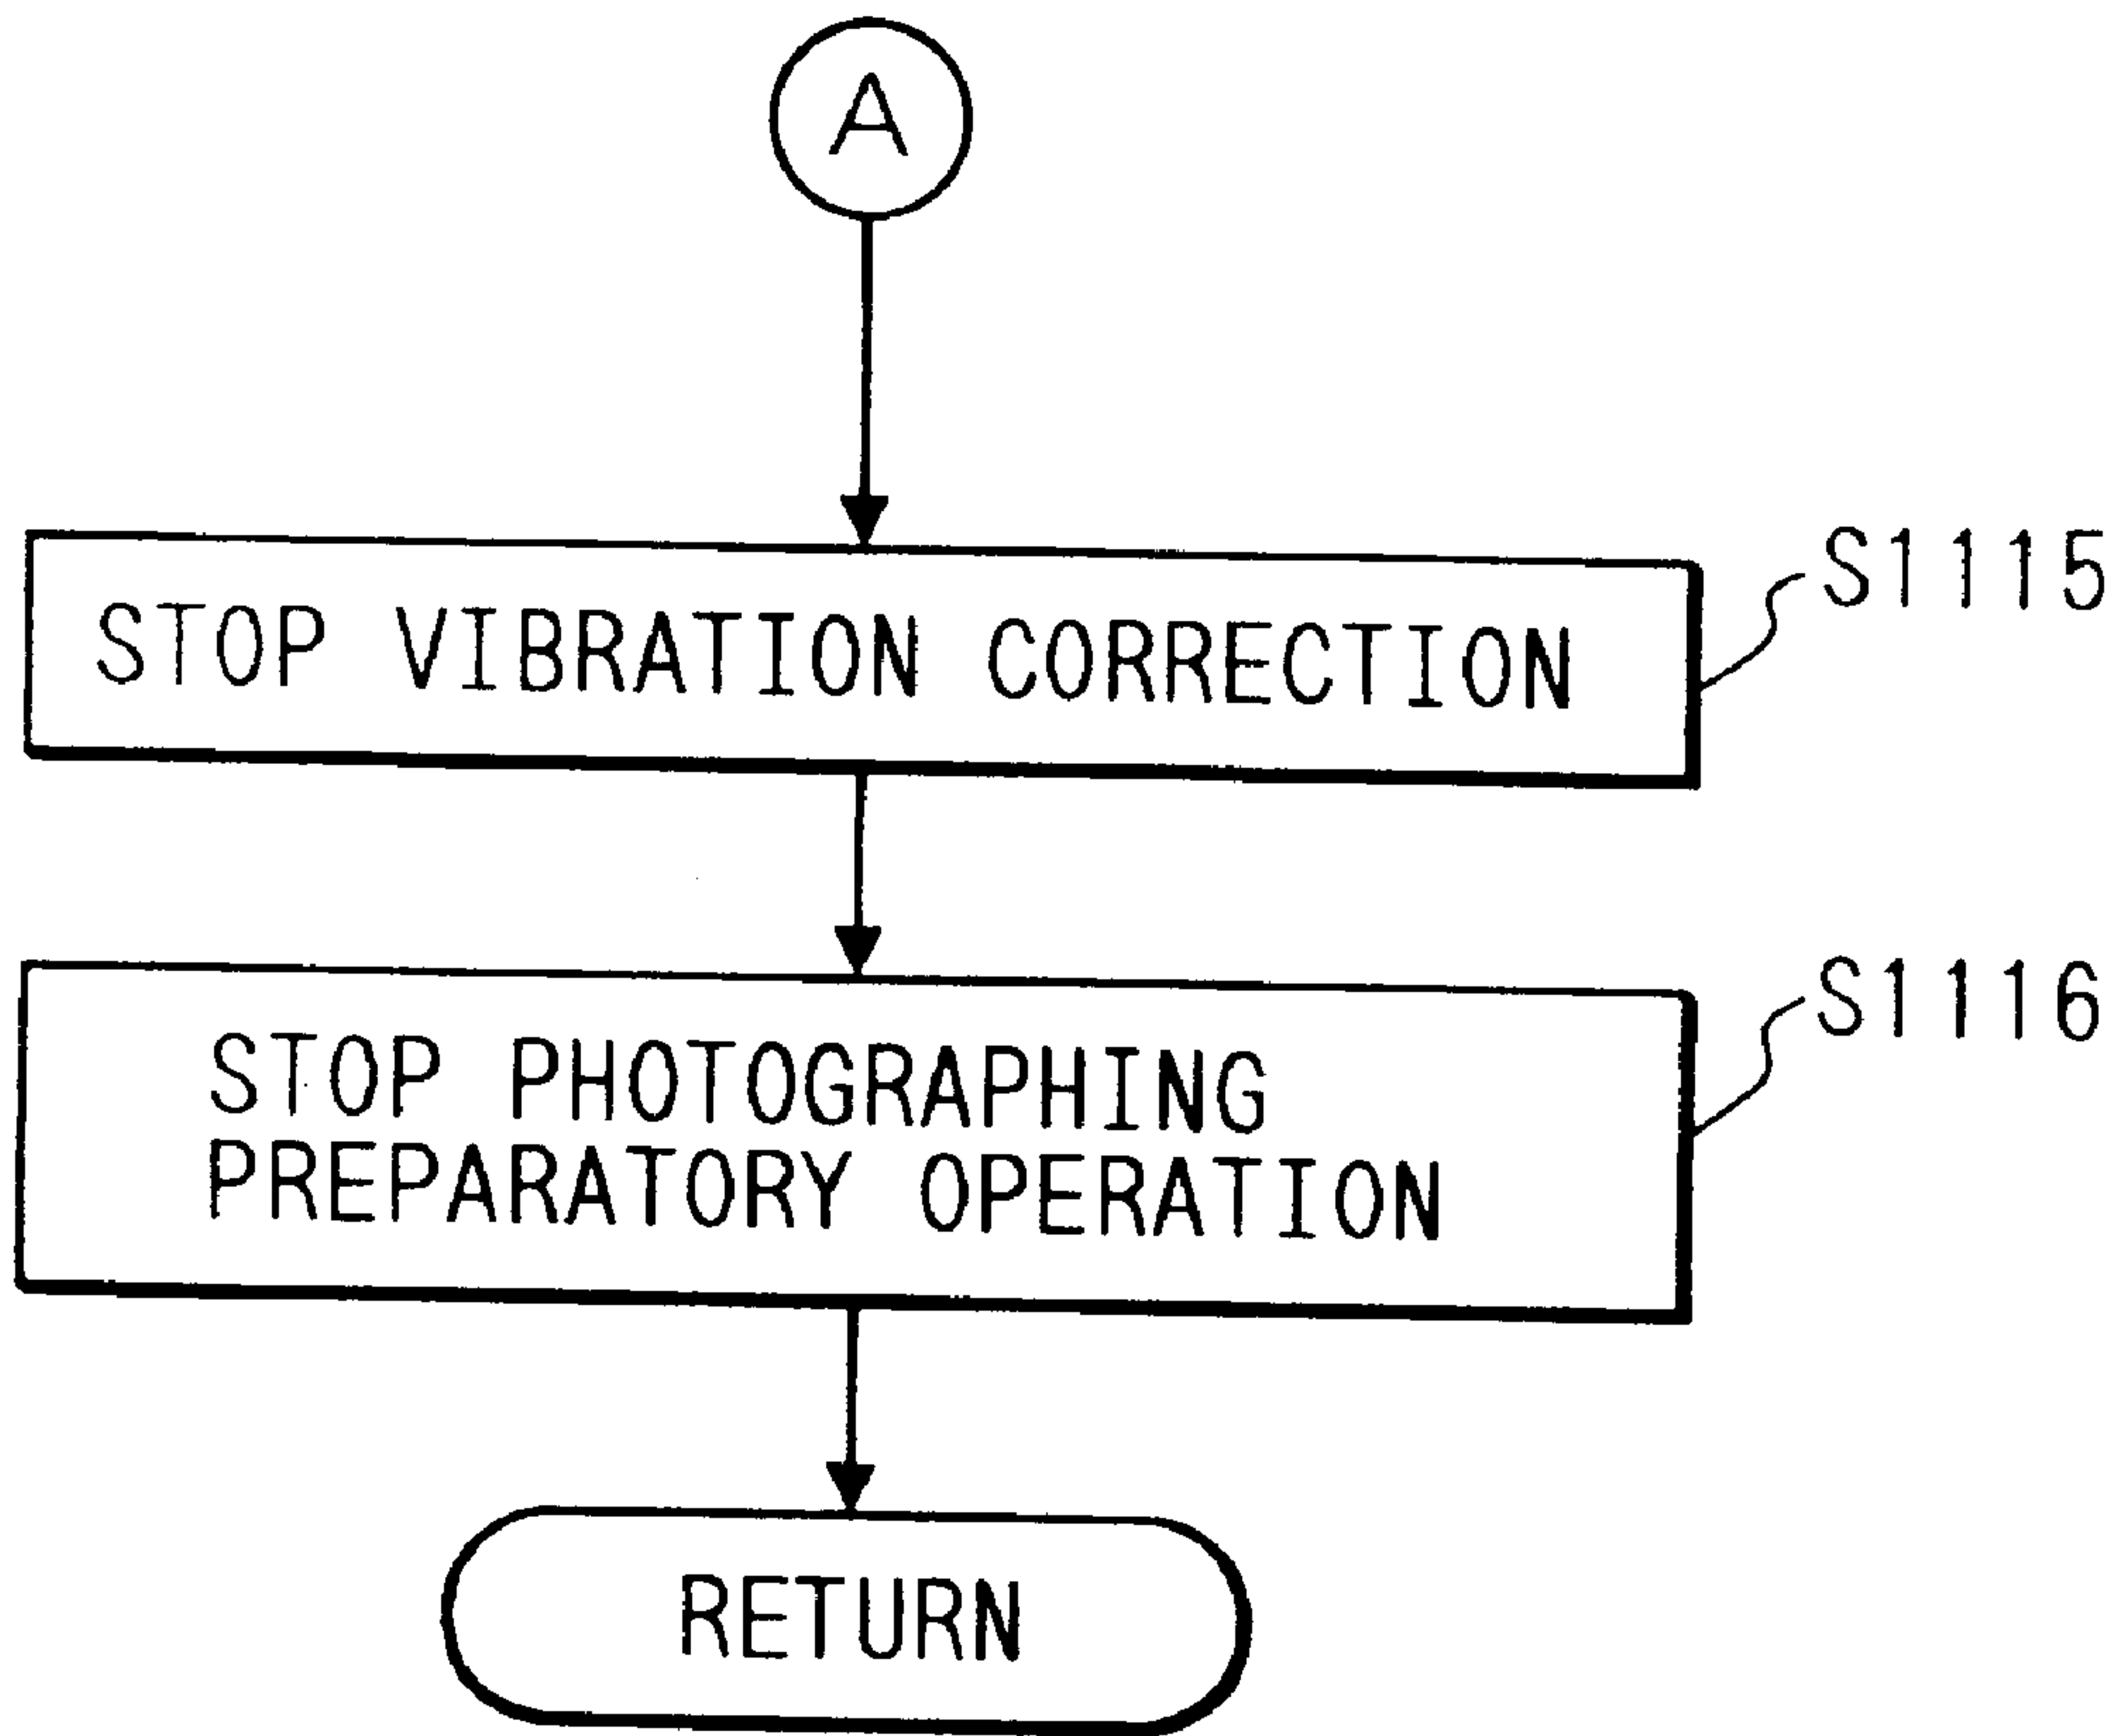 A
STOP VIBRATION CORRECTION
S1115
STOP PHOTOGRAPHING
PREPARATORY OPERATION
S1116
RETURN